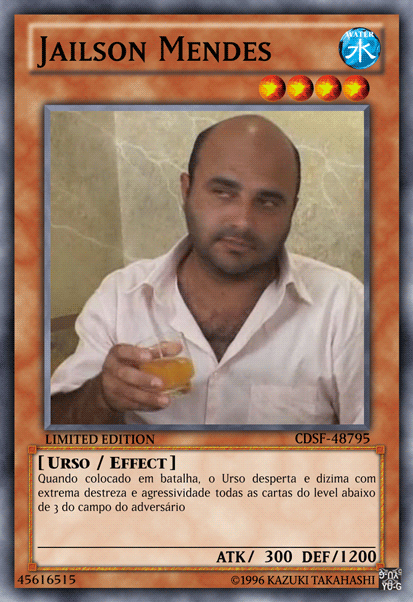 JAILSON MENDES
WATER
水
LIMITED EDITION CDSF-48795
[ URSO / EFFECT ]
Quando colocado em batalha, o Urso desperta e dizima com
extrema destreza e agressividade todas as cartas do level abaixo
de 3 do campo do adversário
ATK/ 300 DEF/1200
45616515 ©1996 KAZUKI TAKAHASHI